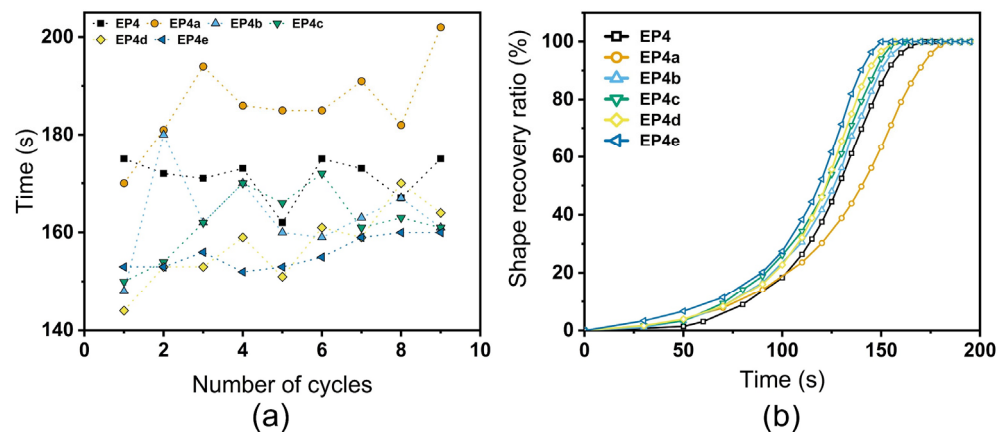 EP4 EP4a EP4b EP4c
EP4d EP4e
200
180
160
140
Time (s)
0 2 4 6 8 10
Number of cycles
(a)
EP4
EP4a
EP4b
EP4c
EP4d
EP4e
100
80
60
40
20
0
Shape recovery ratio (%)
0 50 100 150 200
Time (s)
(b)